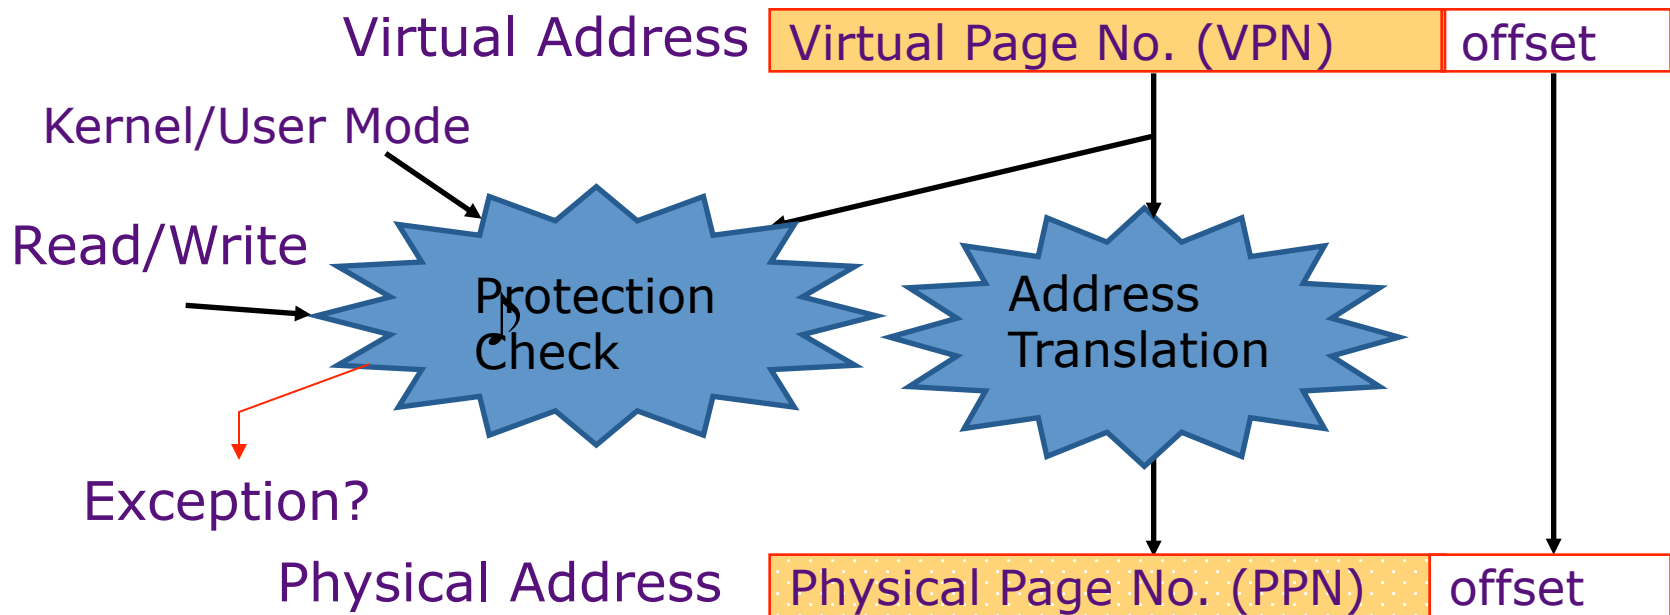 Virtual Address Virtual Page No. (VPN) offset
Kernel/User Mode
Read/Write
Protection
Check
Address
Translation
Exception?
Physical Address Physical Page No. (PPN) offset